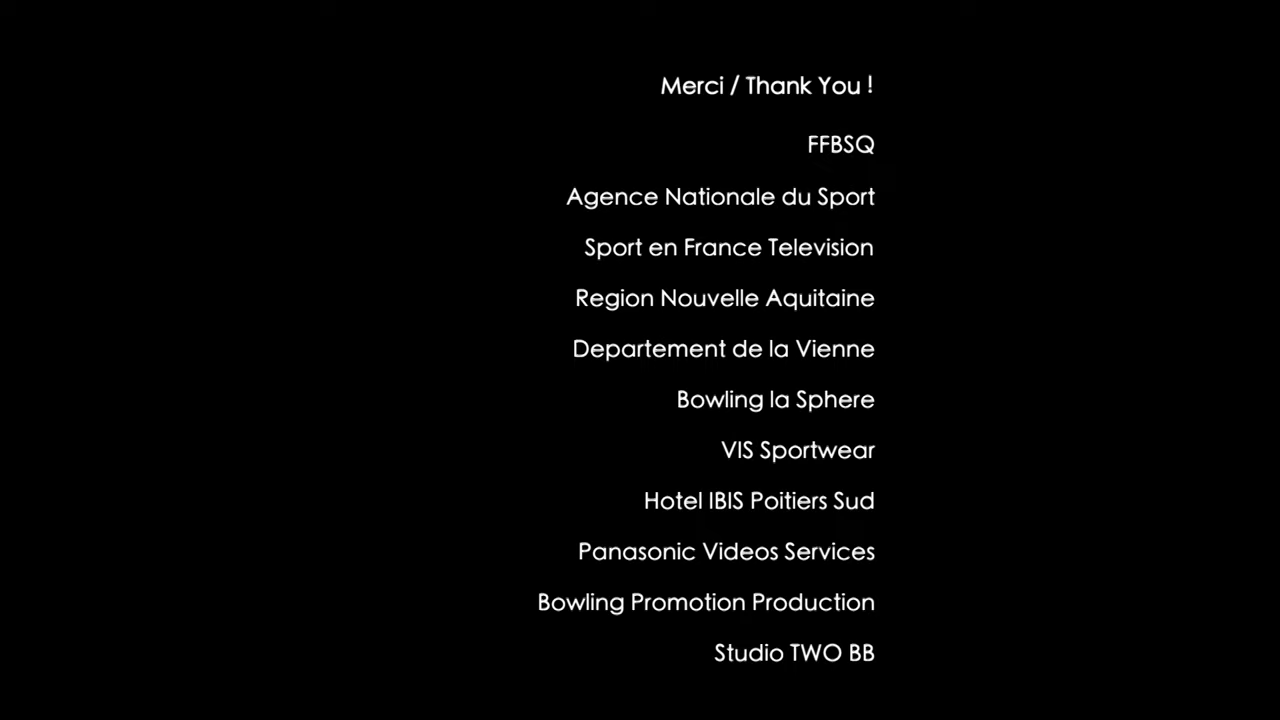 Merci / Thank You !
FFBSQ
Agence Nationale du Sport
Sport en France Television
Region Nouvelle Aquitaine
Departement de la Vienne
Bowling la Sphere
VIS Sportwear
Hotel IBIS Poitiers Sud
Panasonic Videos Services
Bowling Promotion Production
Studio TWO BB